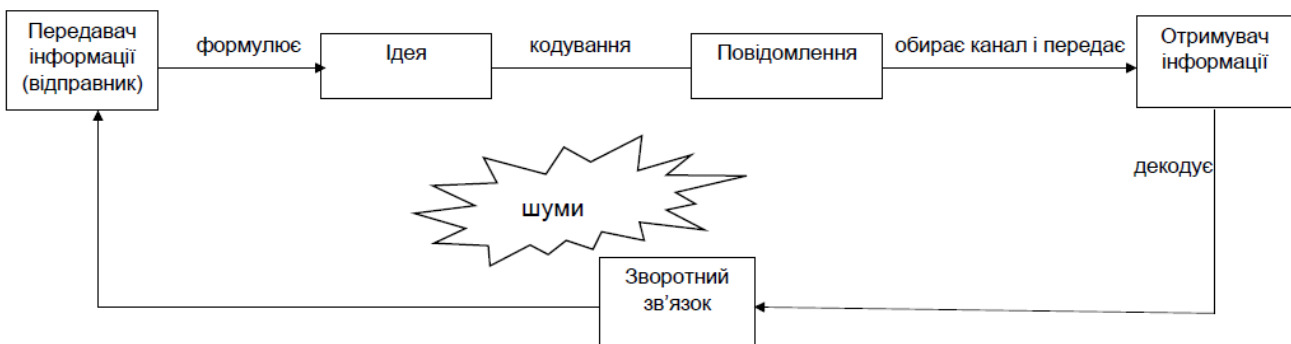 Передавач
інформації
(відправник)
формулює
Ідея
кодування
Повідомлення
обирає канал і передає
Отримувач
інформації
декодує
шуми
Зворотний
зв’язок